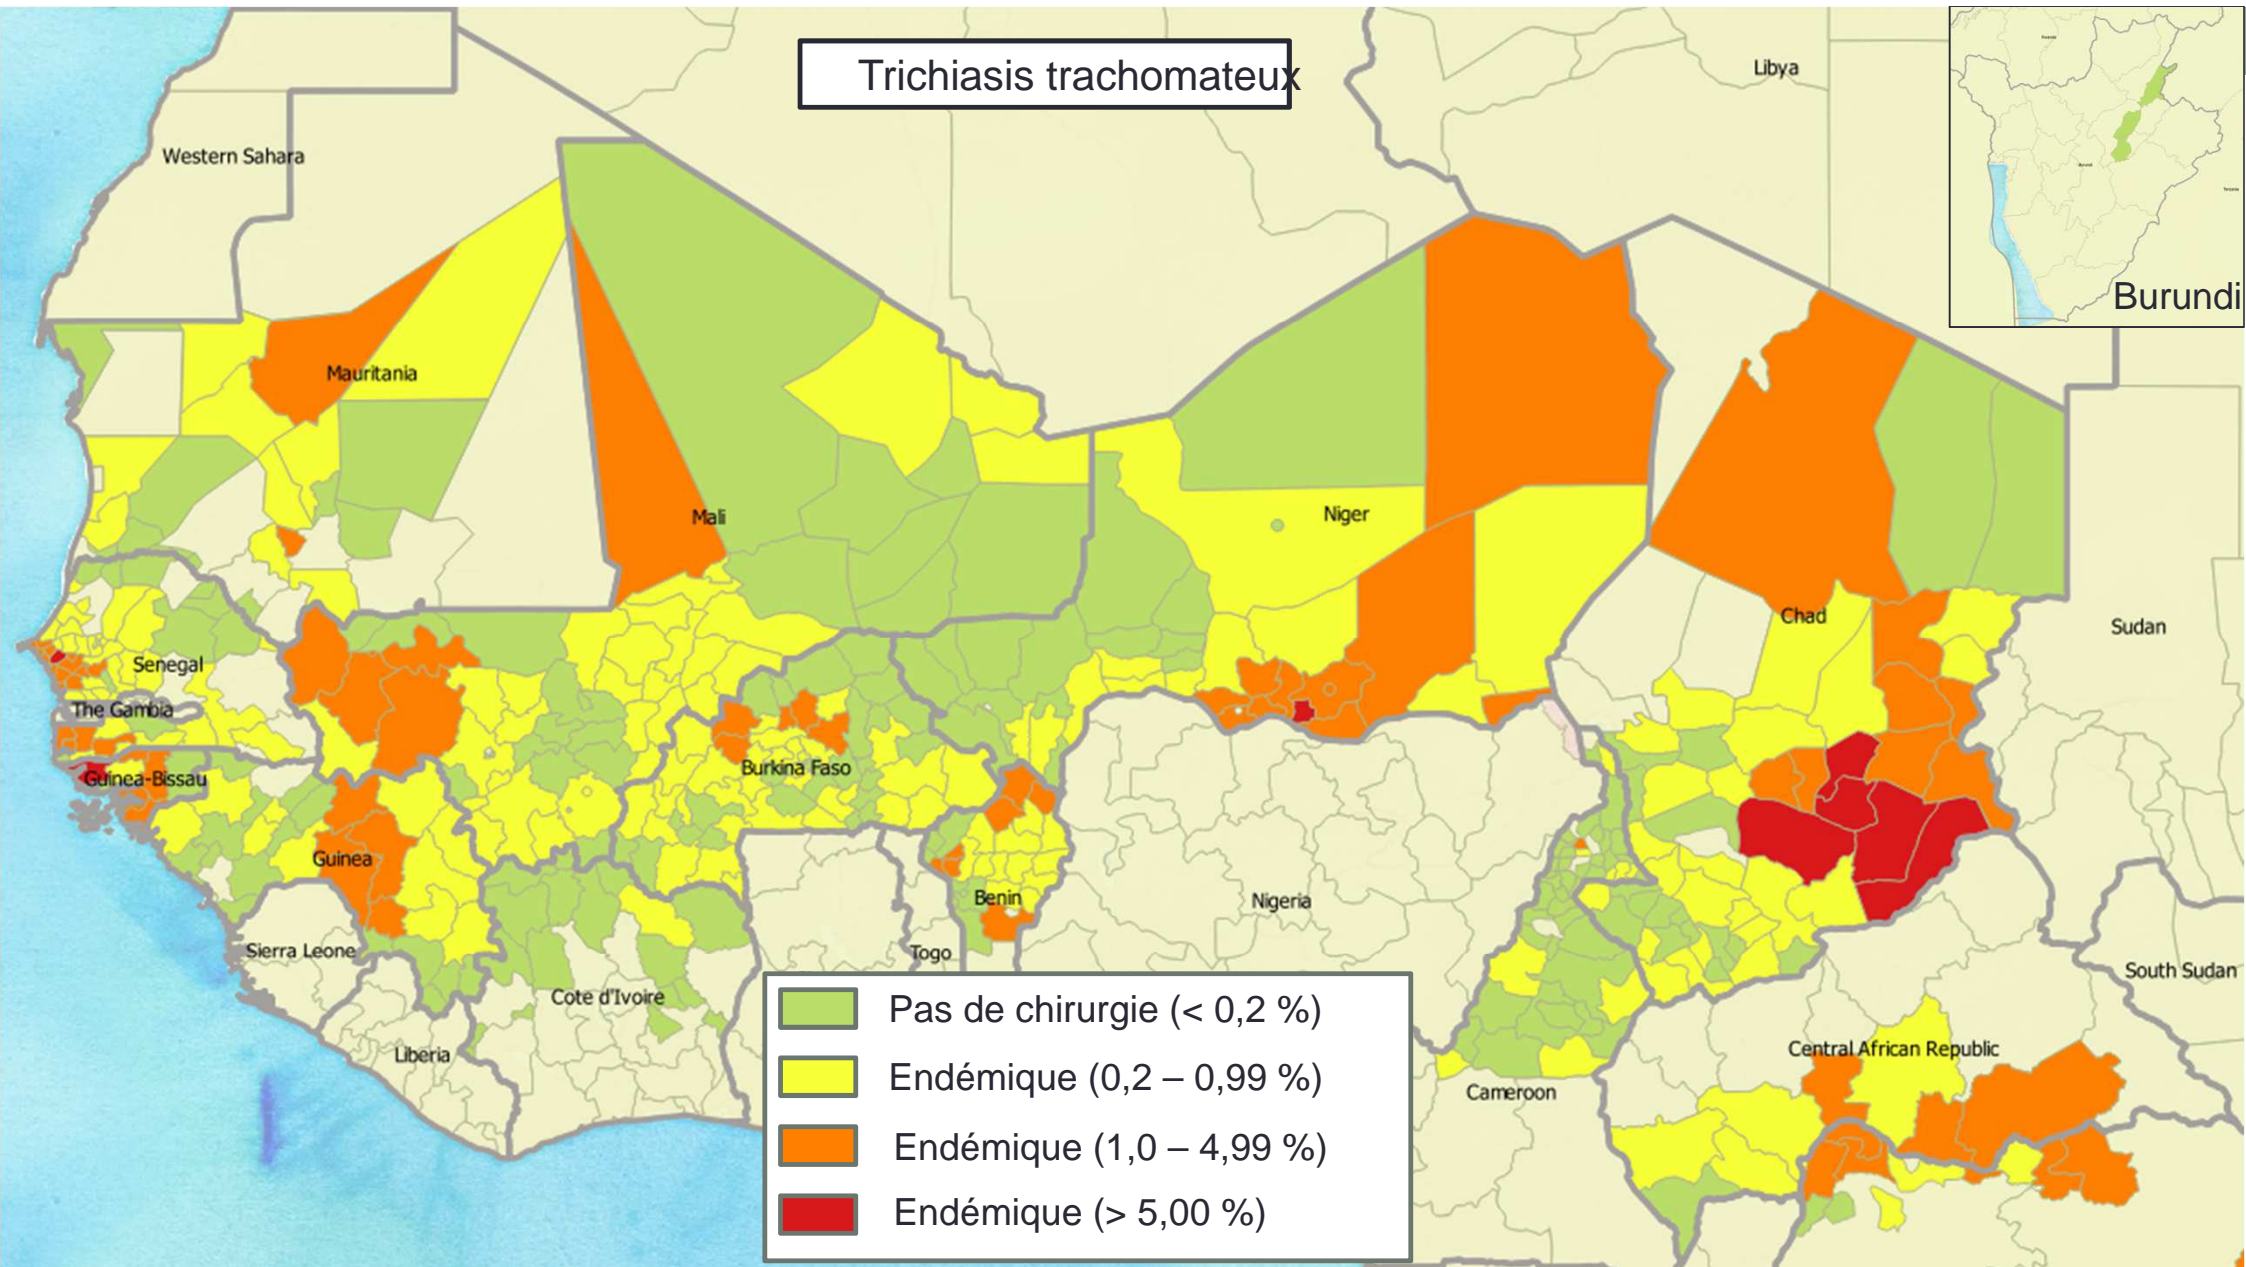 Trichiasis trachomateux
Libya
Western Sahara
Burundi
Mauritania
Mali
Niger
Chad
Sudan
Senegal
The Gambia
Guinea-Bissau
Burkina Faso
Guinea
Benin
Nigeria
Sierra Leone
Togo
South Sudan
Cote d'Ivoire
Liberia
Central African Republic
Cameroon
Pas de chirurgie (< 0,2 %)
Endémique (0,2 – 0,99 %)
Endémique (1,0 – 4,99 %)
Endémique (> 5,00 %)